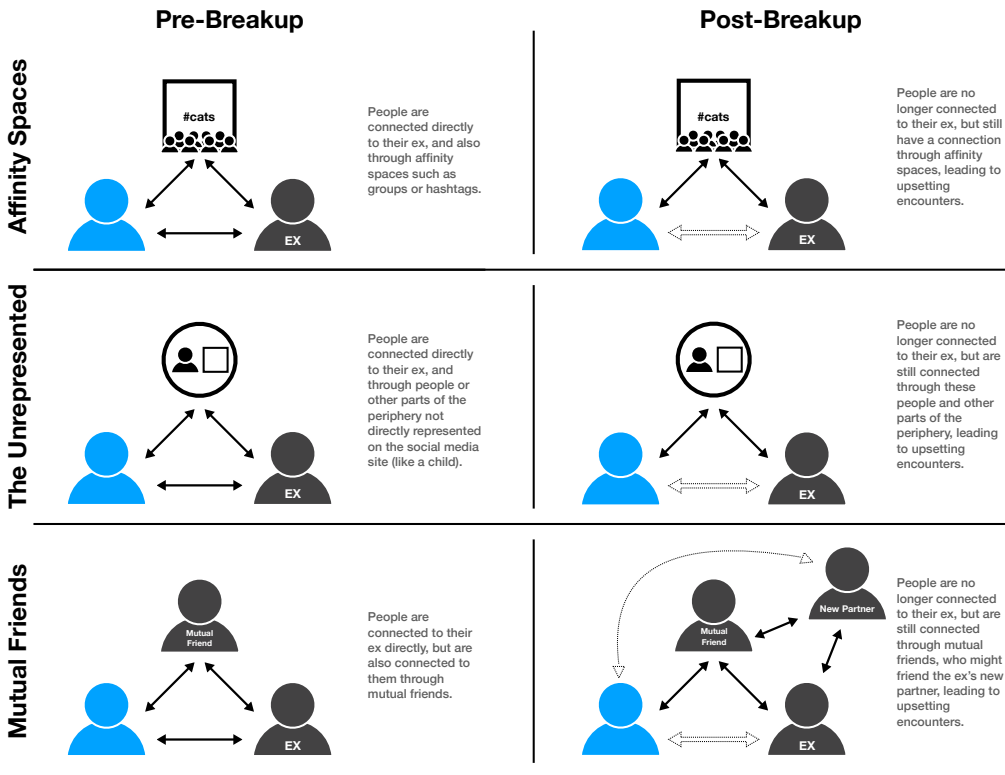 Pre-Breakup
Post-Breakup
Affinity Spaces
#cats
EX
People are
connected directly
to their ex, and also
through affinity
spaces such as
groups or hashtags.
#cats
EX
People are no
longer connected
to their ex, but still
have a connection
through affinity
spaces, leading to
upsetting
encounters.
The Unrepresented
EX
People are
connected directly
to their ex, and
through people or
other parts of the
periphery not
directly represented
on the social media
site (like a child).
EX
People are no
longer connected
to their ex, but are
still connected
through these
people and other
parts of the
periphery, leading
to upsetting
encounters.
Mutual Friends
Mutual
Friend
EX
People are
connected to their
ex directly, but are
also connected to
them through
mutual friends.
New Partner
Mutual
Friend
EX
People are no
longer connected
to their ex, but are
still connected
through mutual
friends, who might
friend the ex's new
partner, leading to
upsetting
encounters.